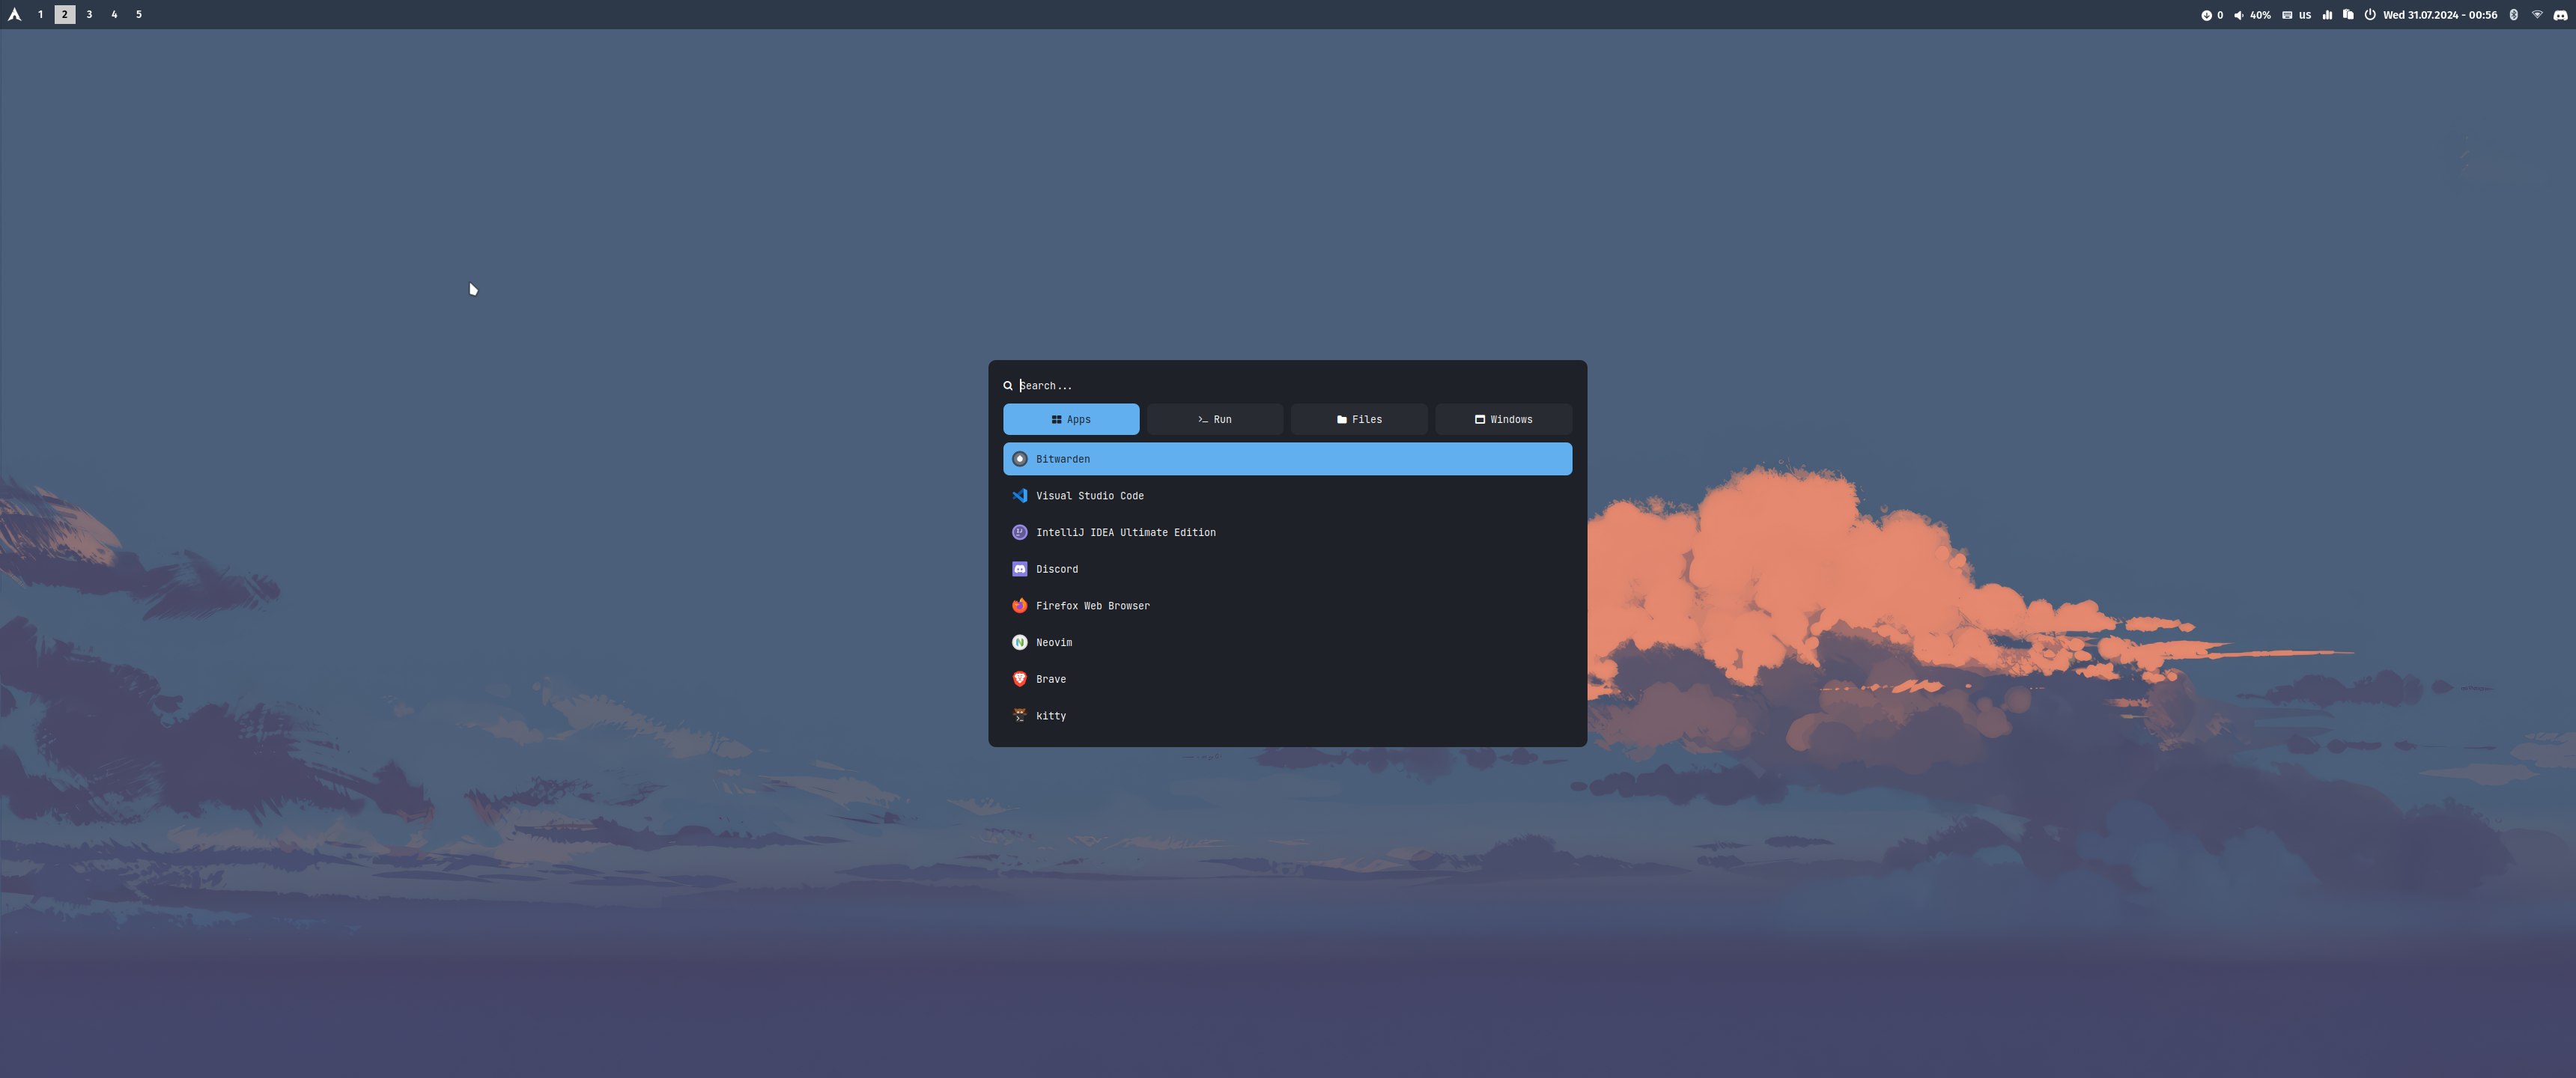 1 2 3 4 5 0 40% us Wed 31.07.2024 - 00:56
Search...
Apps Run Files Windows
Bitwarden
Visual Studio Code
IntelliJ IDEA Ultimate Edition
Discord
Firefox Web Browser
Neovim
Brave
kitty